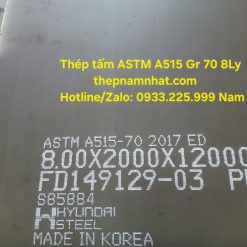 Thép tấm ASTM A515 Gr 70 8Ly
thepnamnhat.com
Hotline/Zalo: 0933.225.999 Nam
ASTM A515-70 2017 ED
8.00X2000X12000
FD149129-03
S85884
HYUNDAI
STEEL
MADE IN KOREA